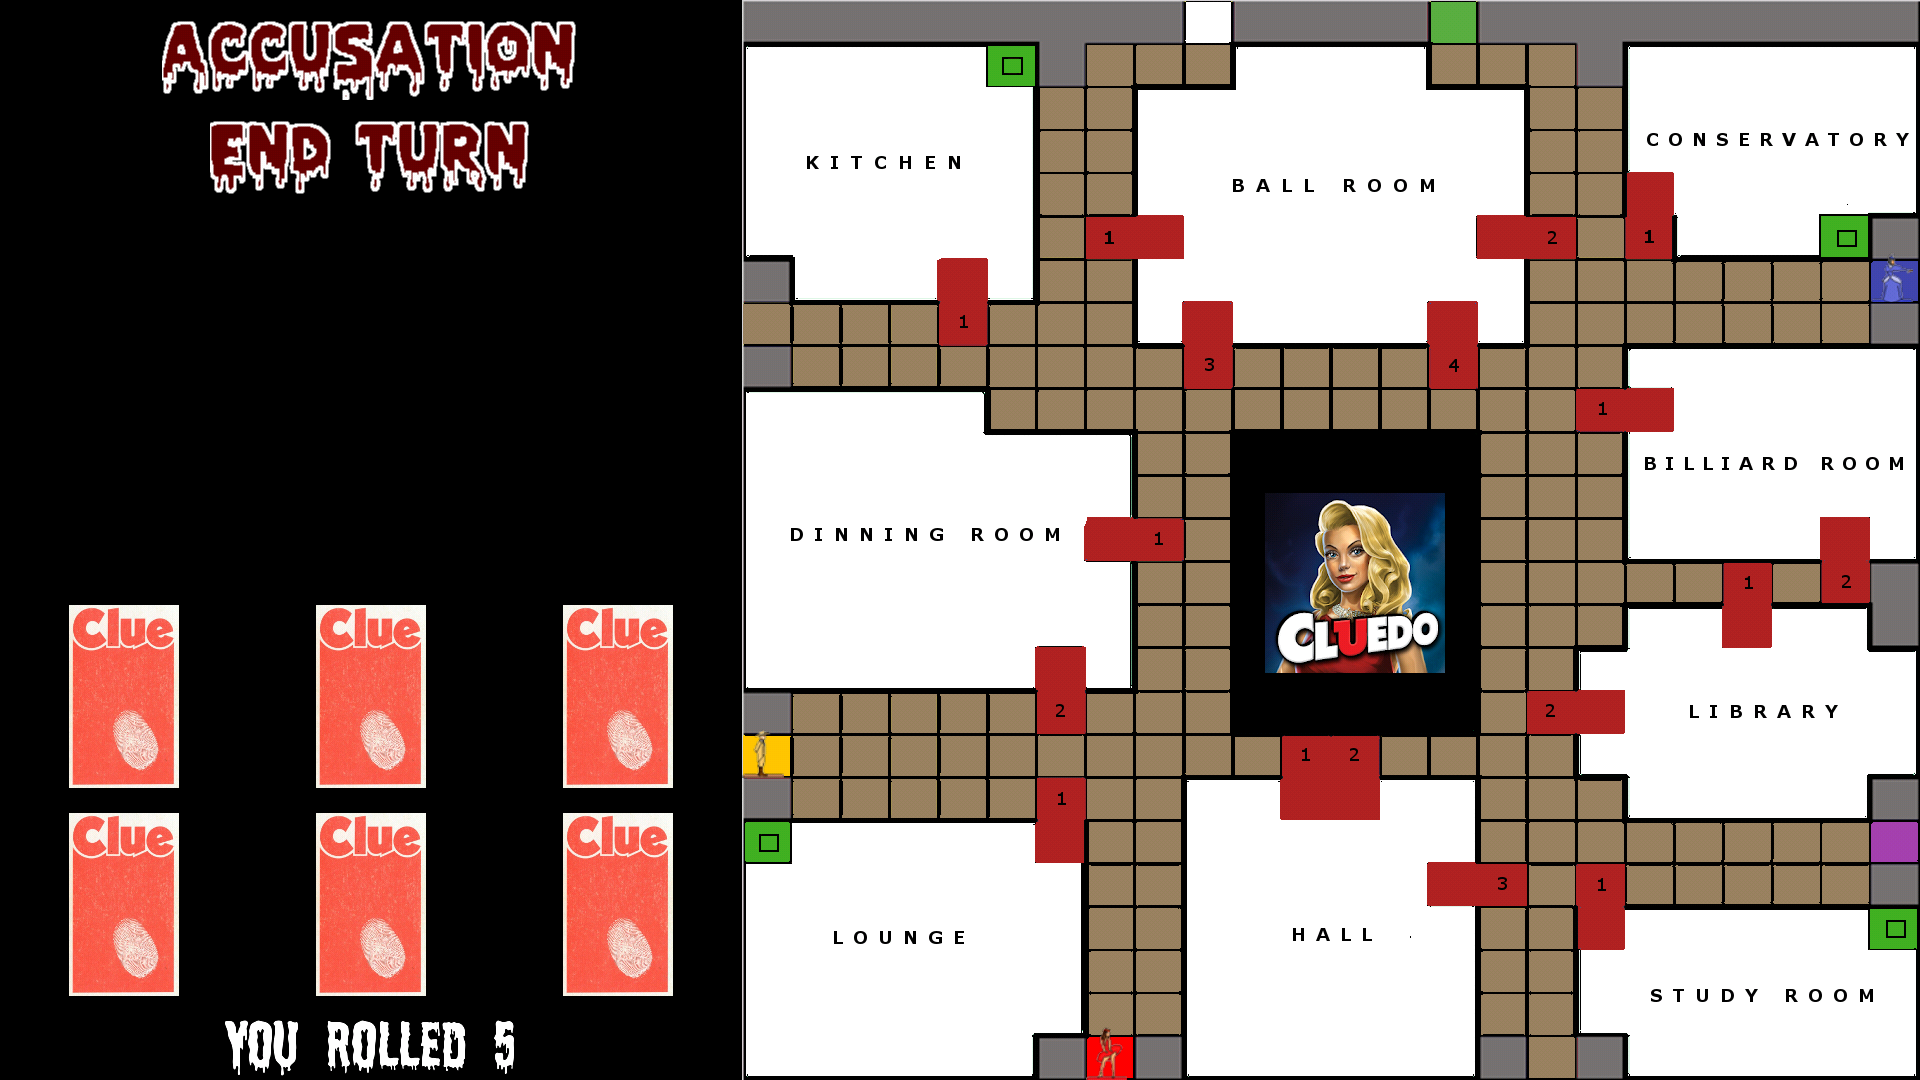 ACCUSATION
END TURN
KITCHEN
BALL ROOM
CONSERVATORY
1
2
1
1
3
4
1
BILLIARD ROOM
DINNING ROOM
1
1
2
CLUEDO
Clue
Clue
Clue
2
2
LIBRARY
1
2
1
Clue
Clue
Clue
3
1
LOUNGE
HALL
STUDY ROOM
YOU ROLLED 5